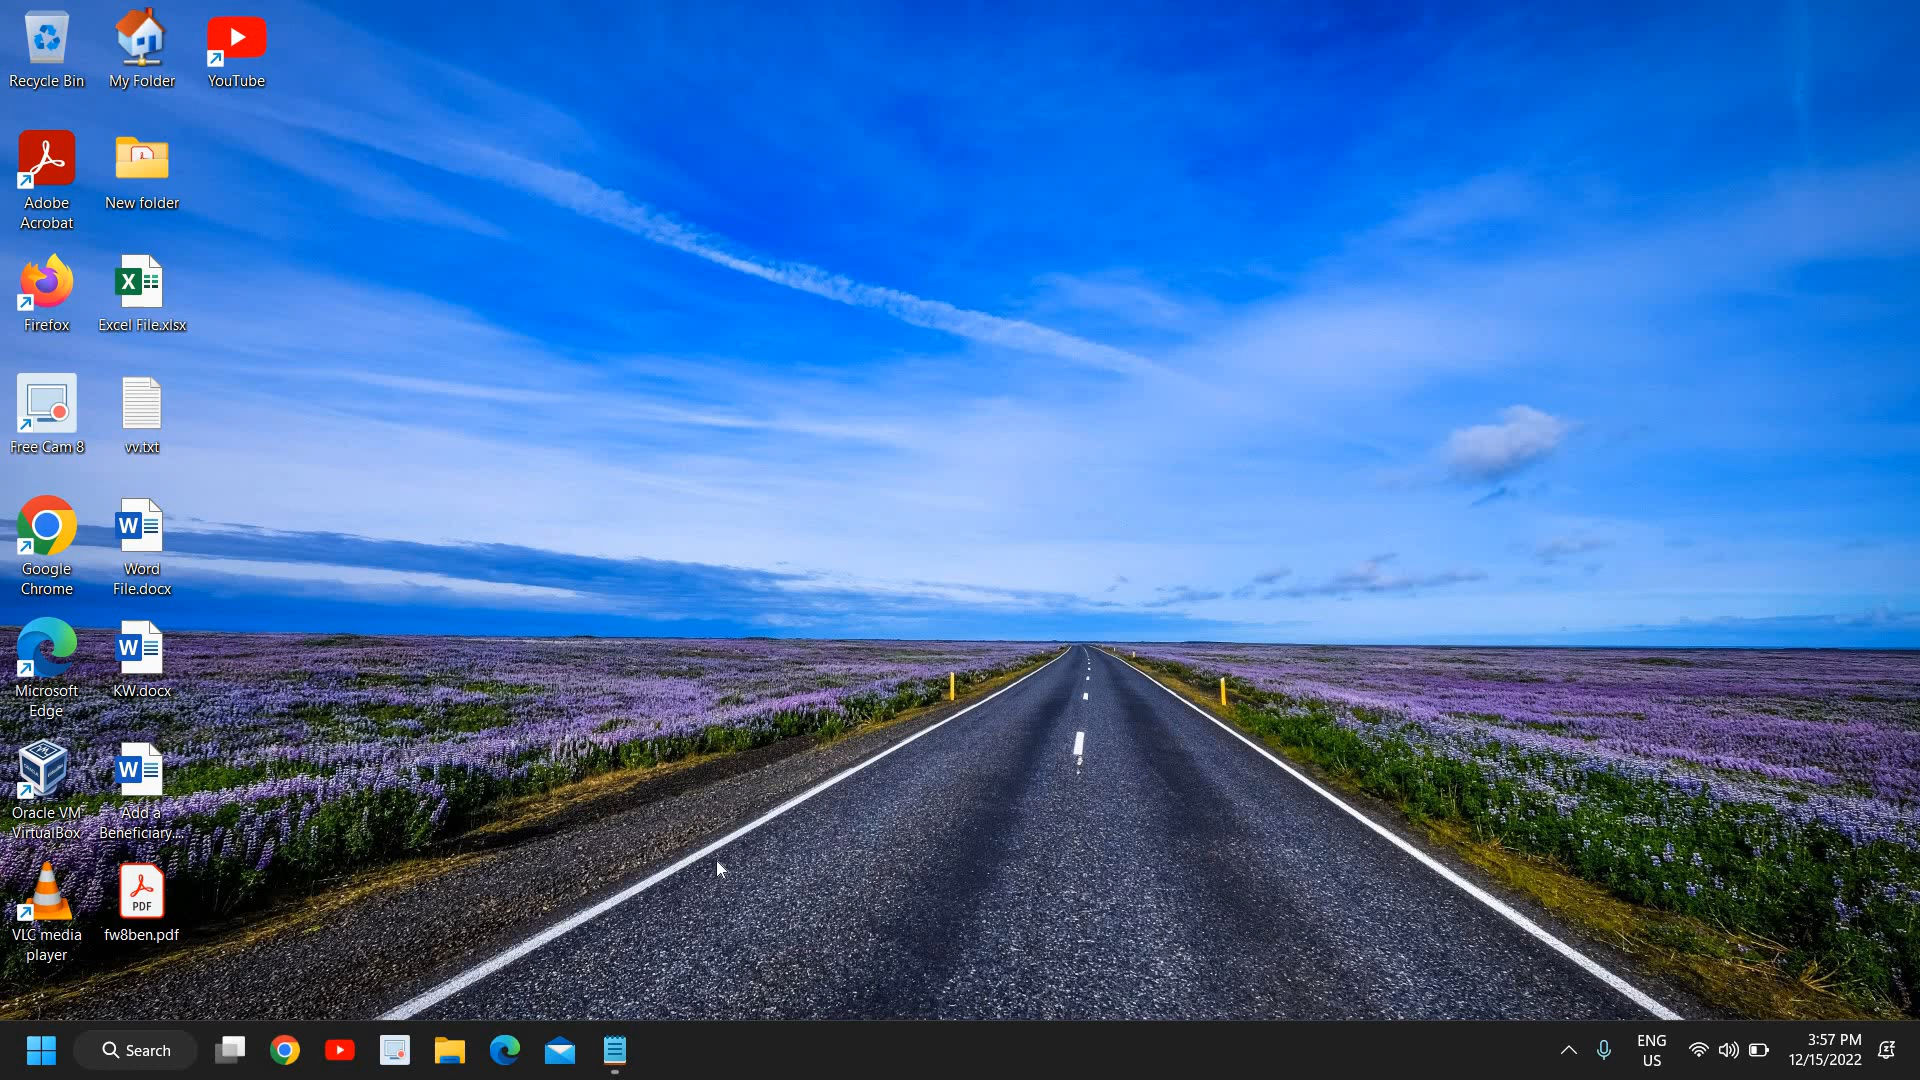 Recycle Bin
My Folder
YouTube
Adobe
Acrobat
New folder
Firefox
Excel File.xlsx
Free Cam 8
vv.txt
Google
Chrome
Word
File.docx
Microsoft
Edge
KW.docx
Oracle VM
VirtualBox
Add a
Beneficiary....
VLC media
player
PDF
fw8ben.pdf
Search
ENG
US
3:57 PM
12/15/2022